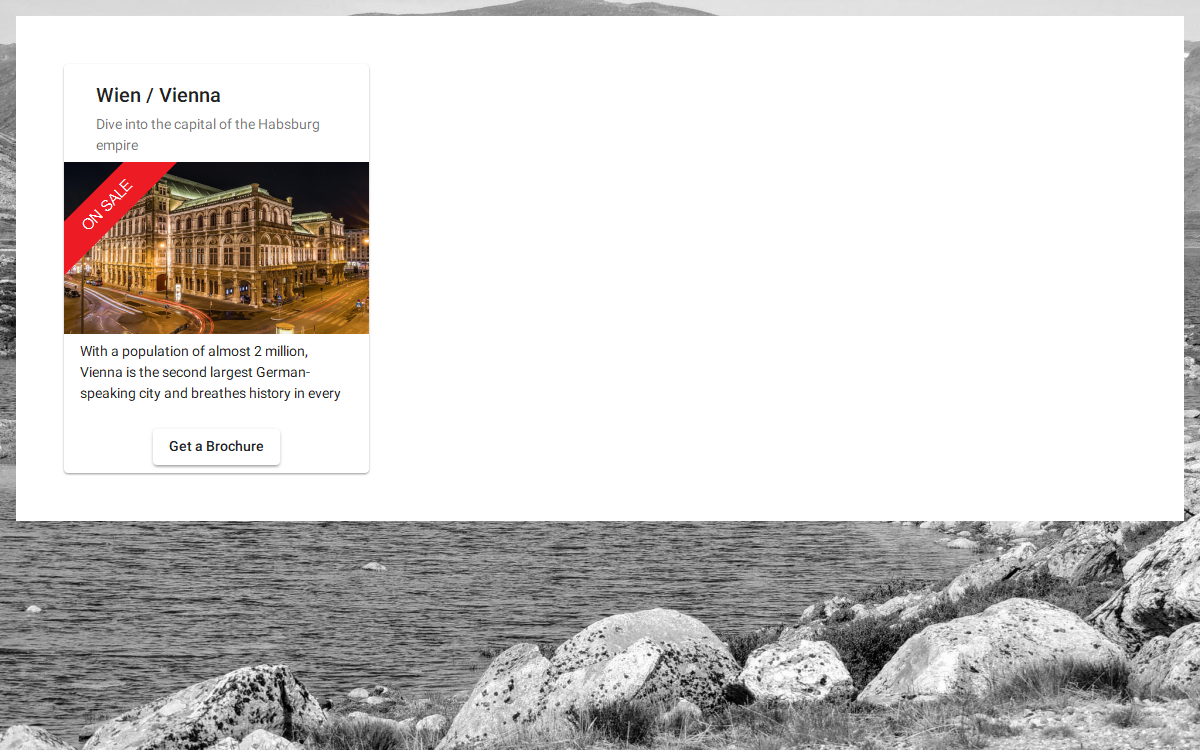 Wien / Vienna
Dive into the capital of the Habsburg
empire
ON SALE
With a population of almost 2 million,
Vienna is the second largest German-
speaking city and breathes history in every
Get a Brochure